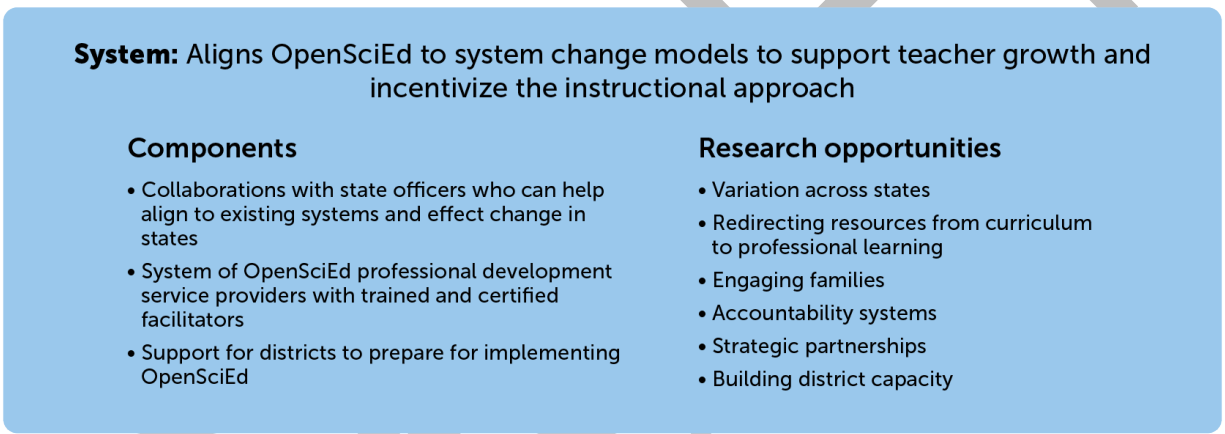 System: Aligns OpenSciEd to system change models to support teacher growth and
incentivize the instructional approach
Components
• Collaborations with state officers who can help
align to existing systems and effect change in
states
• System of OpenSciEd professional development
service providers with trained and certified
facilitators
• Support for districts to prepare for implementing
OpenSciEd
Research opportunities
• Variation across states
• Redirecting resources from curriculum
to professional learning
• Engaging families
• Accountability systems
• Strategic partnerships
• Building district capacity